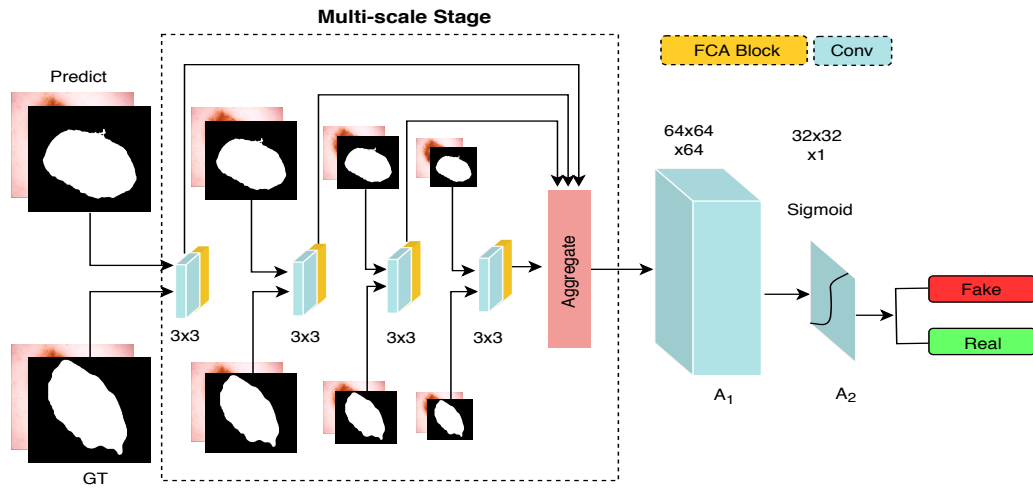 Multi-scale Stage
FCA Block
Conv
Predict
64x64
x64
32x32
x1
Sigmoid
Aggregate
Fake
Real
3x3
3x3
3x3
3x3
A1
A2
GT